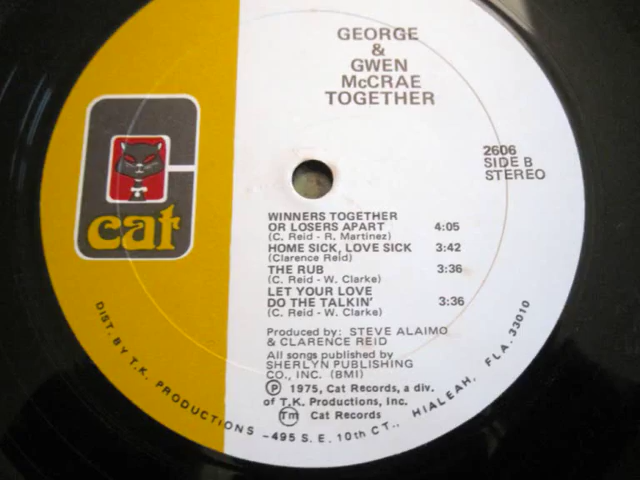 GEORGE
&
GWEN
McCRAE
TOGETHER
2606
SIDE B
STEREO
cat
WINNERS TOGETHER
OR LOSERS APART 4:05
(C. Reid - R. Martinez)
HOME SICK, LOVE SICK 3:42
(Clarence Reid)
THE RUB 3:36
(C. Reid - W. Clarke)
LET YOUR LOVE
DO THE TALKIN' 3:36
(C. Reid - W. Clarke)
Produced by: STEVE ALAIMO
& CLARENCE REID
All songs published by
SHERLYN PUBLISHING
CO., INC. (BMI)
Ⓟ 1975, Cat Records, a div.
of T.K. Productions, Inc.
TM Cat Records
DIST. BY T.K. PRODUCTIONS -495 S.E. 10th CT., HIALEAH, FLA. 33010